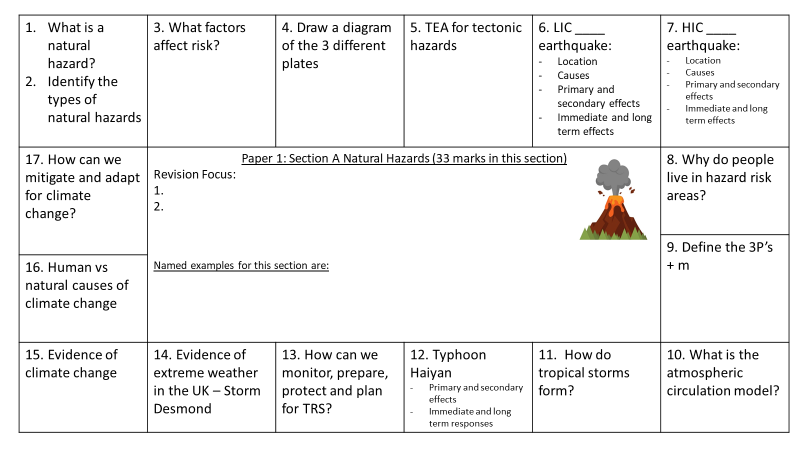 1. What is a
natural
hazard?
2. Identify the
types of
natural hazards
3. What factors
affect risk?
4. Draw a diagram
of the 3 different
plates
5. TEA for tectonic
hazards
6. LIC ____
earthquake:
- Location
- Causes
- Primary and
secondary effects
- Immediate and long
term effects
7. HIC ____
earthquake:
- Location
- Causes
- Primary and secondary
effects
- Immediate and long
term effects
17. How can we
mitigate and adapt
for climate
change?
Paper 1: Section A Natural Hazards (33 marks in this section)
Revision Focus:
1.
2.
Named examples for this section are:
8. Why do people
live in hazard risk
areas?
9. Define the 3P's
+ m
16. Human vs
natural causes of
climate change
15. Evidence of
climate change
14. Evidence of
extreme weather
in the UK – Storm
Desmond
13. How can we
monitor, prepare,
protect and plan
for TRS?
12. Typhoon
Haiyan
- Primary and secondary
effects
- Immediate and long
term responses
11. How do
tropical storms
form?
10. What is the
atmospheric
circulation model?